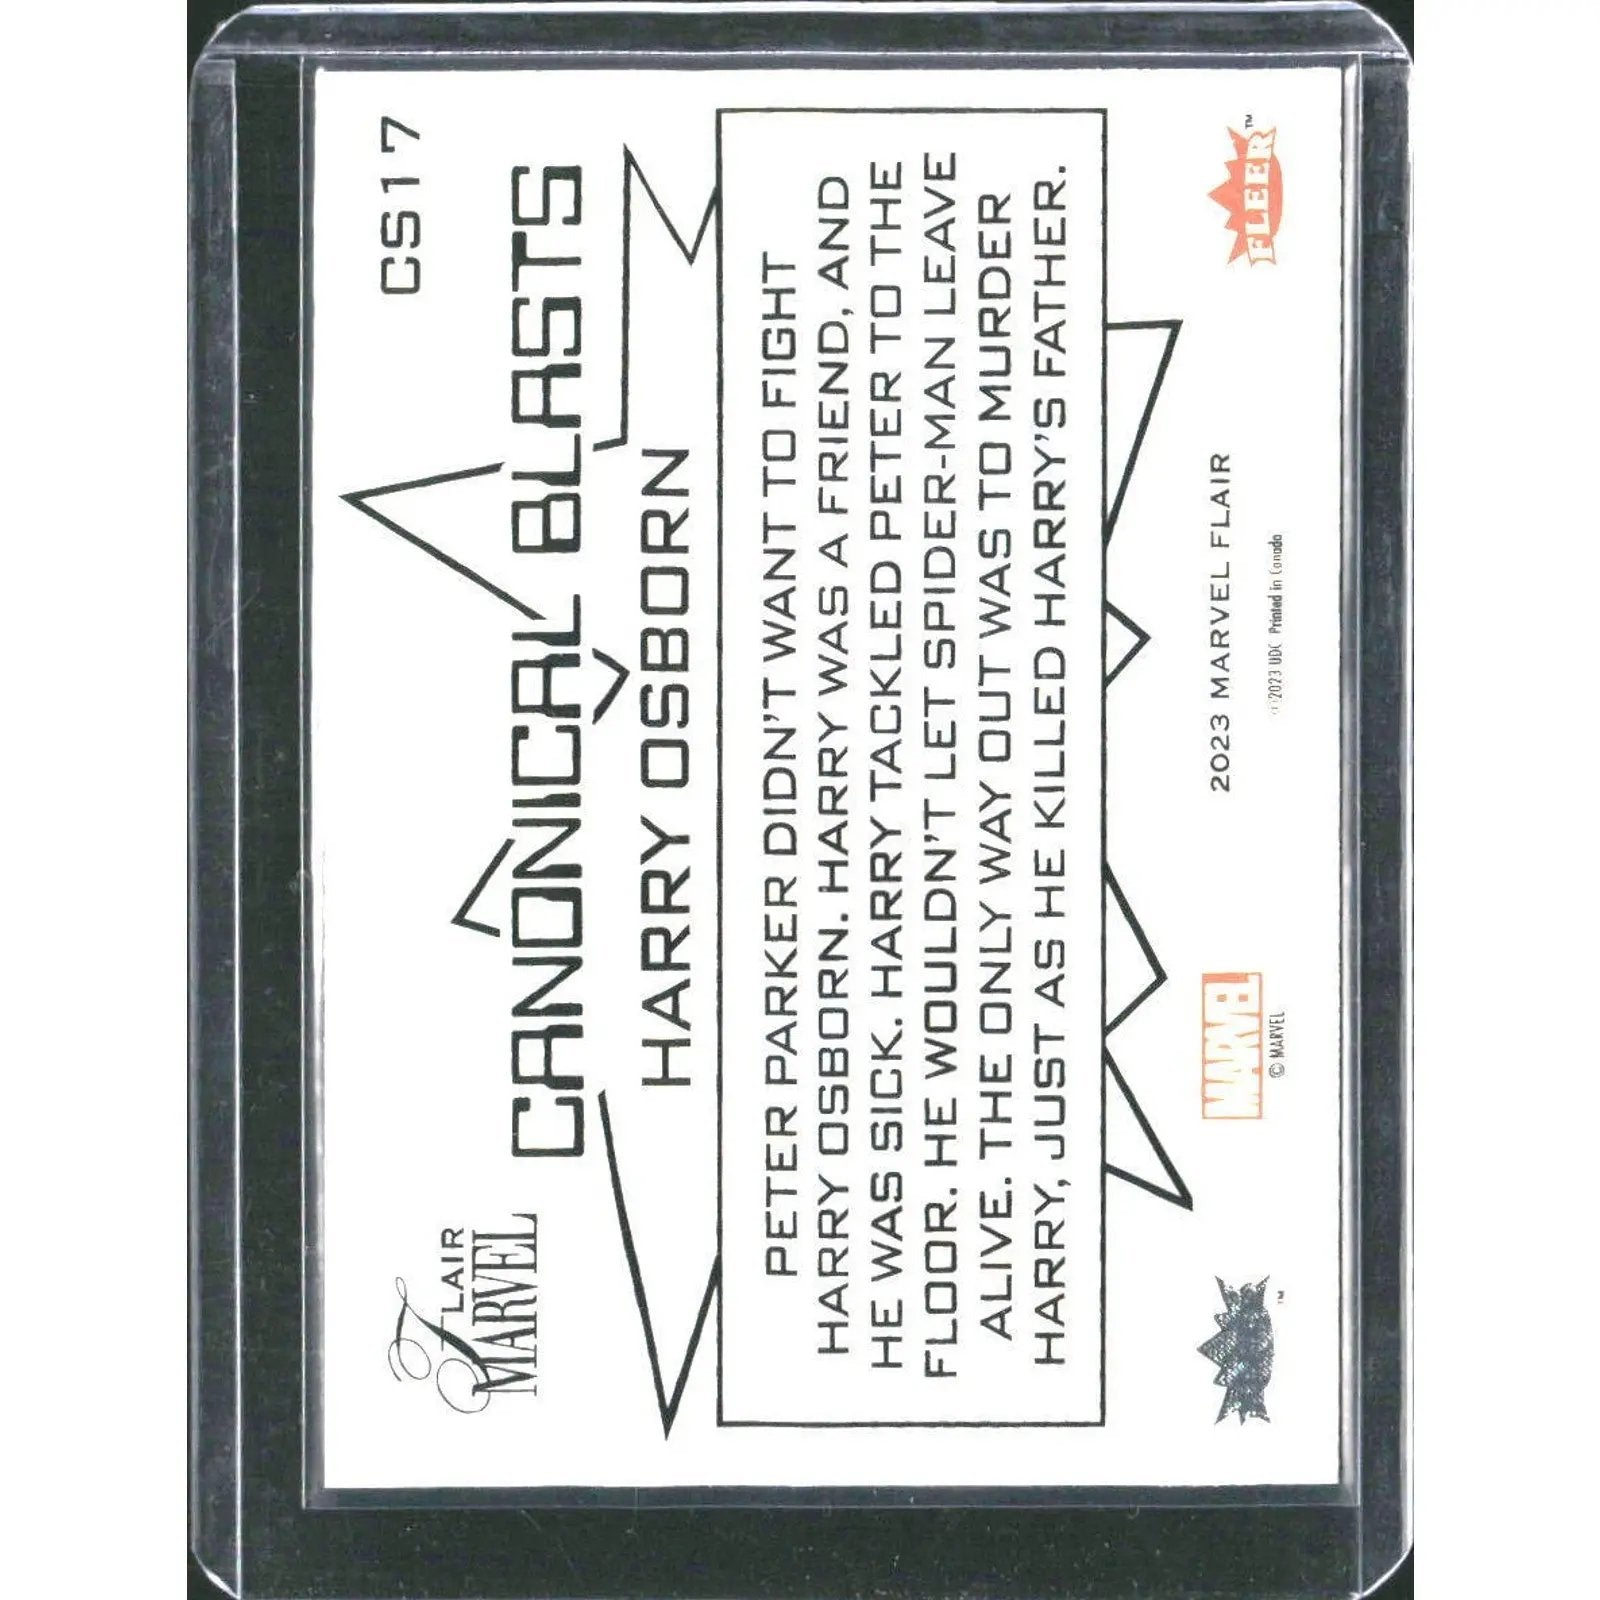 FLAIR
MARVEL
CS17
CANONICAL BLASTS
HARRY OSBORN
PETER PARKER DIDN'T WANT TO FIGHT
HARRY OSBORN. HARRY WAS A FRIEND, AND
HE WAS SICK. HARRY TACKLED PETER TO THE
FLOOR. HE WOULDN'T LET SPIDER-MAN LEAVE
ALIVE. THE ONLY WAY OUT WAS TO MURDER
HARRY, JUST AS HE KILLED HARRY'S FATHER.
TM
MARVEL
© MARVEL
2023 MARVEL FLAIR
©2023 UDC Printed in Canada
FLEER™